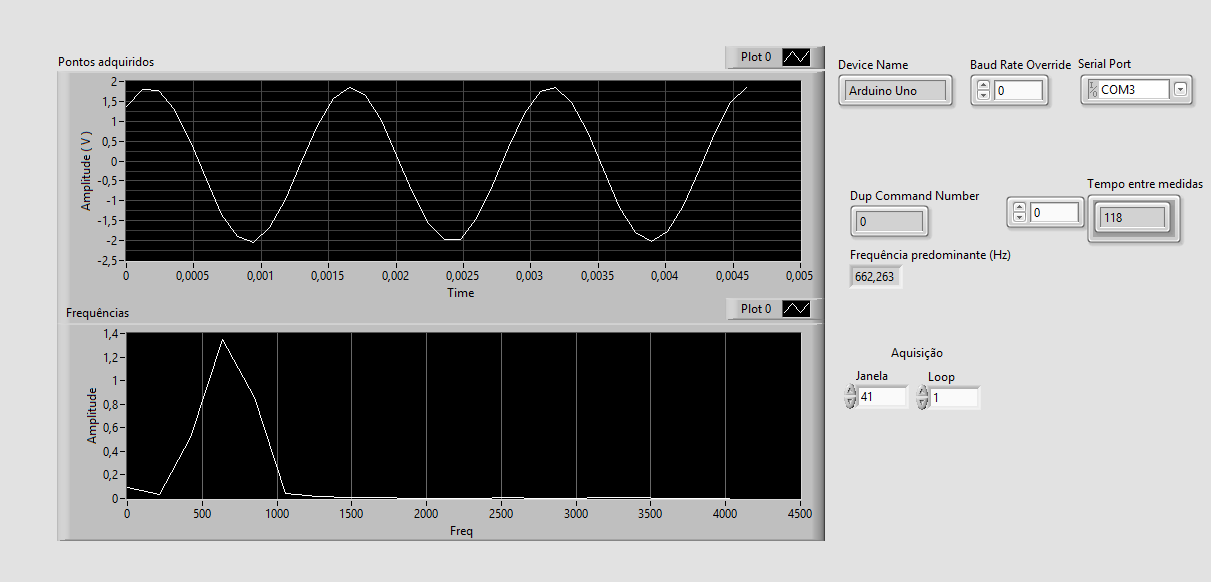 Pontos adquiridos
Plot 0
Amplitude ( V )
2
1,5
1
0,5
0
-0,5
-1
-1,5
-2
-2,5
0 0,0005 0,001 0,0015 0,002 0,0025 0,003 0,0035 0,004 0,0045 0,005
Time
Frequências
Plot 0
Amplitude
1,4
1,2
1
0,8
0,6
0,4
0,2
0
0 500 1000 1500 2000 2500 3000 3500 4000 4500
Freq
Device Name
Arduino Uno
Baud Rate Override
0
Serial Port
I/0
COM3
Dup Command Number
0
0
Tempo entre medidas
118
Frequência predominante (Hz)
662,263
Aquisição
Janela
41
Loop
1